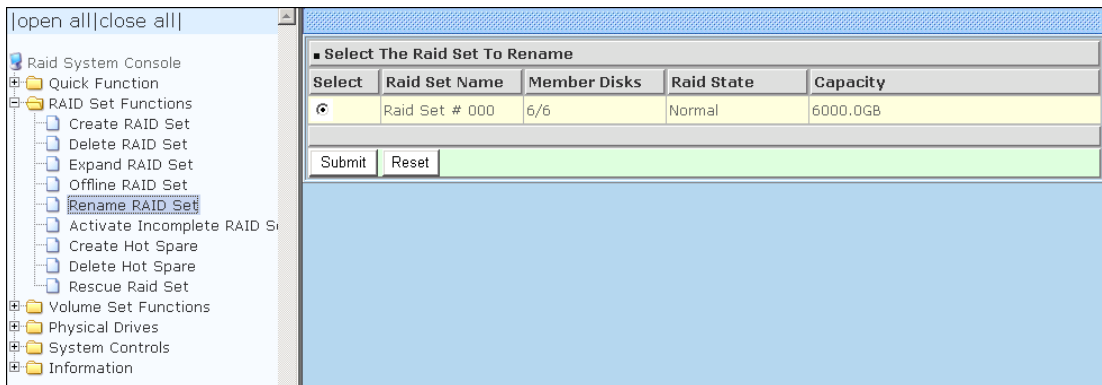 |open all|close all|
Raid System Console
Quick Function
RAID Set Functions
Create RAID Set
Delete RAID Set
Expand RAID Set
Offline RAID Set
Rename RAID Set
Activate Incomplete RAID
Create Hot Spare
Delete Hot Spare
Rescue Raid Set
Volume Set Functions
Physical Drives
System Controls
Information
Select The Raid Set To Rename
Select Raid Set Name Member Disks Raid State Capacity
Raid Set # 000 6/6 Normal 6000.0GB
Submit Reset